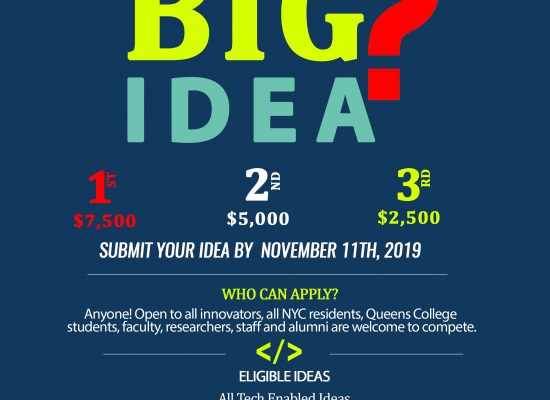 BIG?
IDEA
1ST 2ND 3RD
$7,500 $5,000 $2,500
SUBMIT YOUR IDEA BY NOVEMBER 11TH, 2019
WHO CAN APPLY?
Anyone! Open to all innovators, all NYC residents, Queens College
students, faculty, researchers, staff and alumni are welcome to compete.
</>
ELIGIBLE IDEAS
All Tech Enabled Ideas